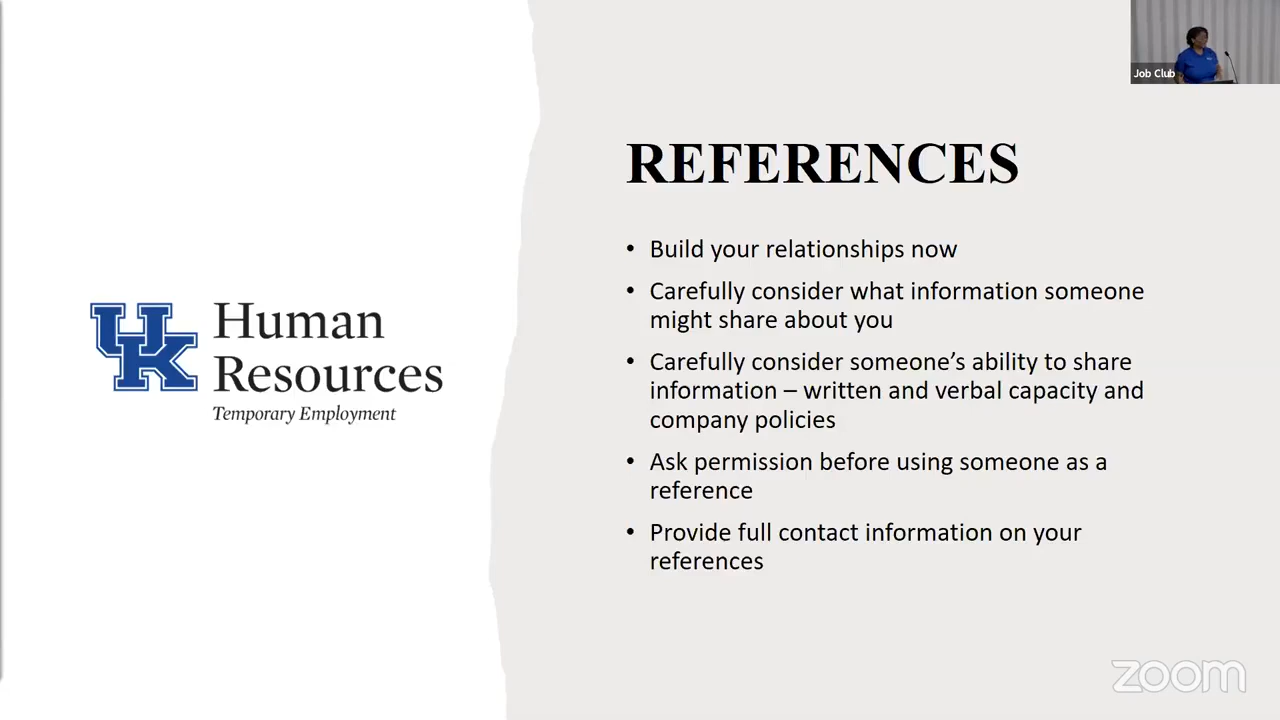 Job Club
REFERENCES
• Build your relationships now
• Carefully consider what information someone
might share about you
• Carefully consider someone’s ability to share
information – written and verbal capacity and
company policies
• Ask permission before using someone as a
reference
• Provide full contact information on your
references
UK
Human
Resources
Temporary Employment
zoom